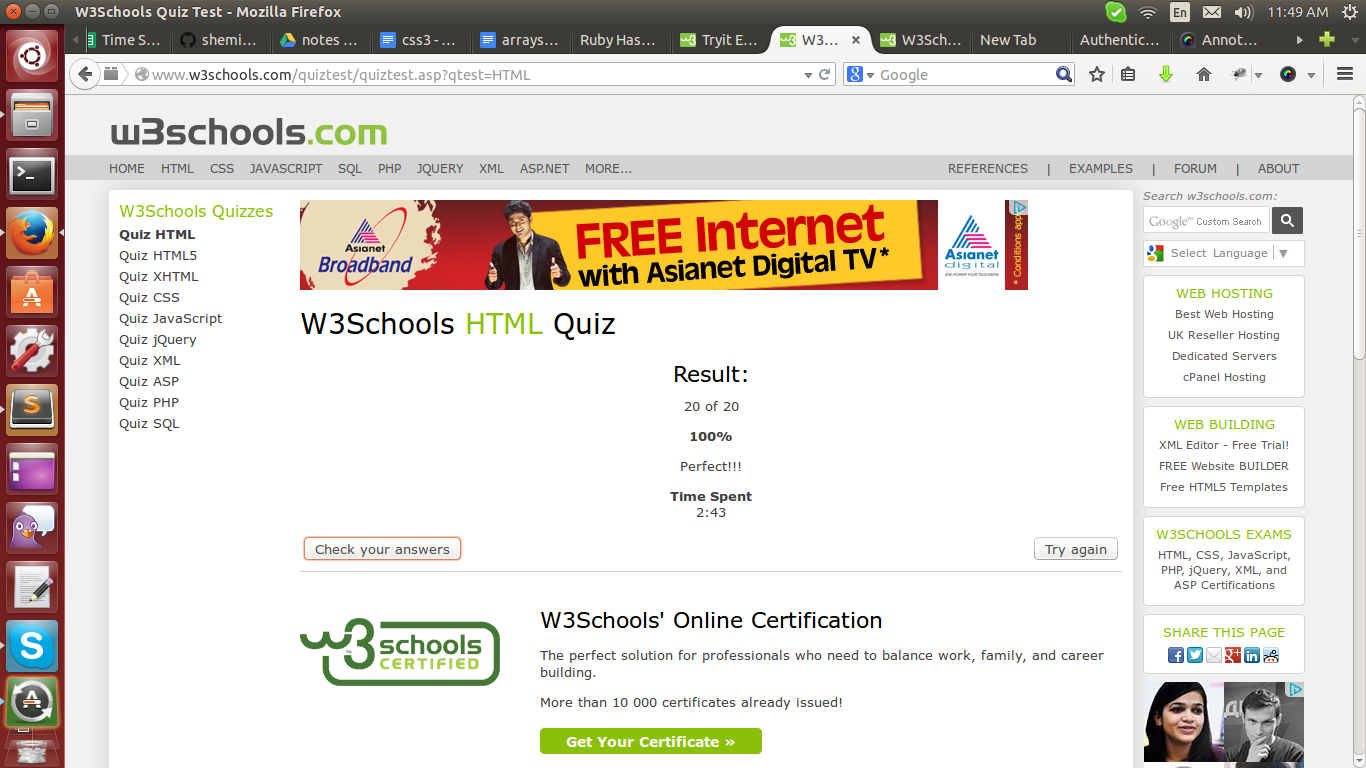 W3Schools Quiz Test - Mozilla Firefox
En
11:49 AM
Time S...
shemi...
notes ...
css3 - ...
arrays...
Ruby Has...
Tryit E...
W3...
W3Sch...
New Tab
Authentic...
Annot...
www.w3schools.com/quiztest/quiztest.asp?qtest=HTML
Google
w3schools.com
HOME HTML CSS JAVASCRIPT SQL PHP JQUERY XML ASP.NET MORE...
REFERENCES | EXAMPLES | FORUM | ABOUT
W3Schools Quizzes
Quiz HTML
Quiz HTML5
Quiz XHTML
Quiz CSS
Quiz JavaScript
Quiz jQuery
Quiz XML
Quiz ASP
Quiz PHP
Quiz SQL
Asianet
Broadband
FREE Internet
with Asianet Digital TV*
Asianet
digital
* Conditions app
W3Schools HTML Quiz
Result:
20 of 20
100%
Perfect!!!
Time Spent
2:43
Check your answers
Try again
w3schools
CERTIFIED
W3Schools' Online Certification
The perfect solution for professionals who need to balance work, family, and career
building.
More than 10 000 certificates already issued!
Get Your Certificate »
Search w3schools.com:
Google™ Custom Search
Select Language
WEB HOSTING
Best Web Hosting
UK Reseller Hosting
Dedicated Servers
cPanel Hosting
WEB BUILDING
XML Editor - Free Trial!
FREE Website BUILDER
Free HTML5 Templates
W3SCHOOLS EXAMS
HTML, CSS, JavaScript,
PHP, jQuery, XML, and
ASP Certifications
SHARE THIS PAGE